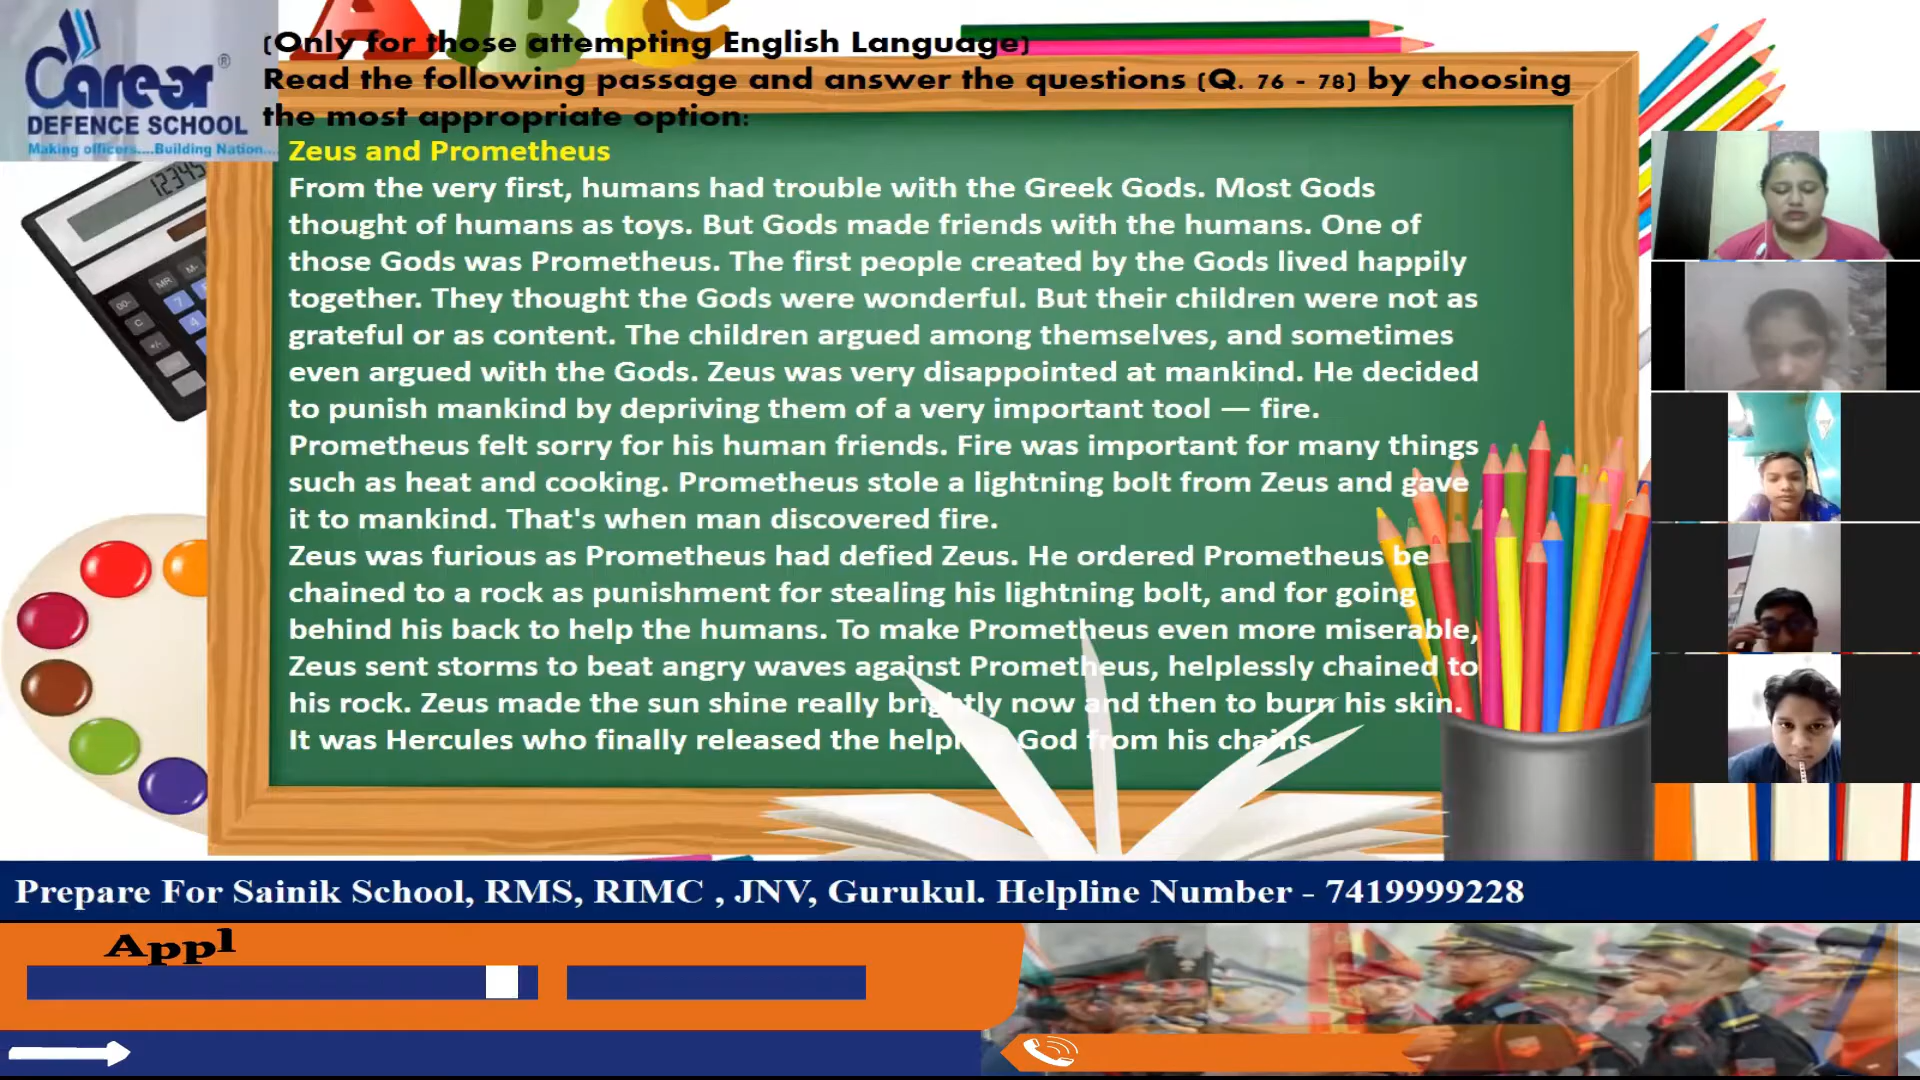 ABC
Carear®
DEFENCE SCHOOL
Making officers....Building Nation...
(Only for those attempting English Language)
Read the following passage and answer the questions (Q. 76 - 78) by choosing
the most appropriate option:
Zeus and Prometheus
From the very first, humans had trouble with the Greek Gods. Most Gods
thought of humans as toys. But Gods made friends with the humans. One of
those Gods was Prometheus. The first people created by the Gods lived happily
together. They thought the Gods were wonderful. But their children were not as
grateful or as content. The children argued among themselves, and sometimes
even argued with the Gods. Zeus was very disappointed at mankind. He decided
to punish mankind by depriving them of a very important tool — fire.
Prometheus felt sorry for his human friends. Fire was important for many things
such as heat and cooking. Prometheus stole a lightning bolt from Zeus and gave
it to mankind. That's when man discovered fire.
Zeus was furious as Prometheus had defied Zeus. He ordered Prometheus be
chained to a rock as punishment for stealing his lightning bolt, and for going
behind his back to help the humans. To make Prometheus even more miserable,
Zeus sent storms to beat angry waves against Prometheus, helplessly chained to
his rock. Zeus made the sun shine really brightly now and then to burn his skin.
It was Hercules who finally released the God from his chains.
12345
Prepare For Sainik School, RMS, RIMC , JNV, Gurukul. Helpline Number - 7419999228
Appl